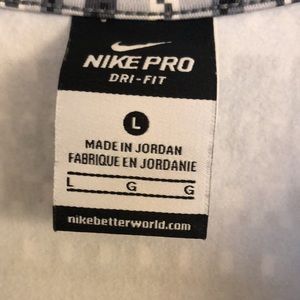 NIKE PRO
DRI-FIT
L
MADE IN JORDAN
FABRIQUE EN JORDANIE
L G G
nikebetterworld.com